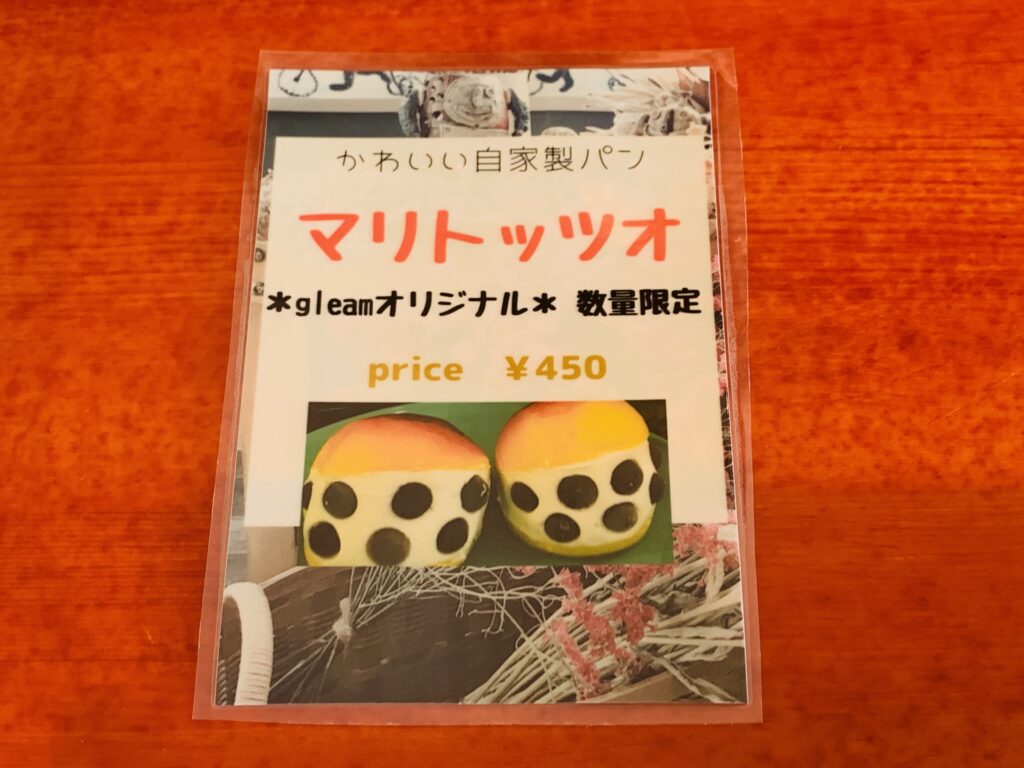 かわいい自家製パン
マリトッツオ
*gleamオリジナル* 数量限定
price ¥450